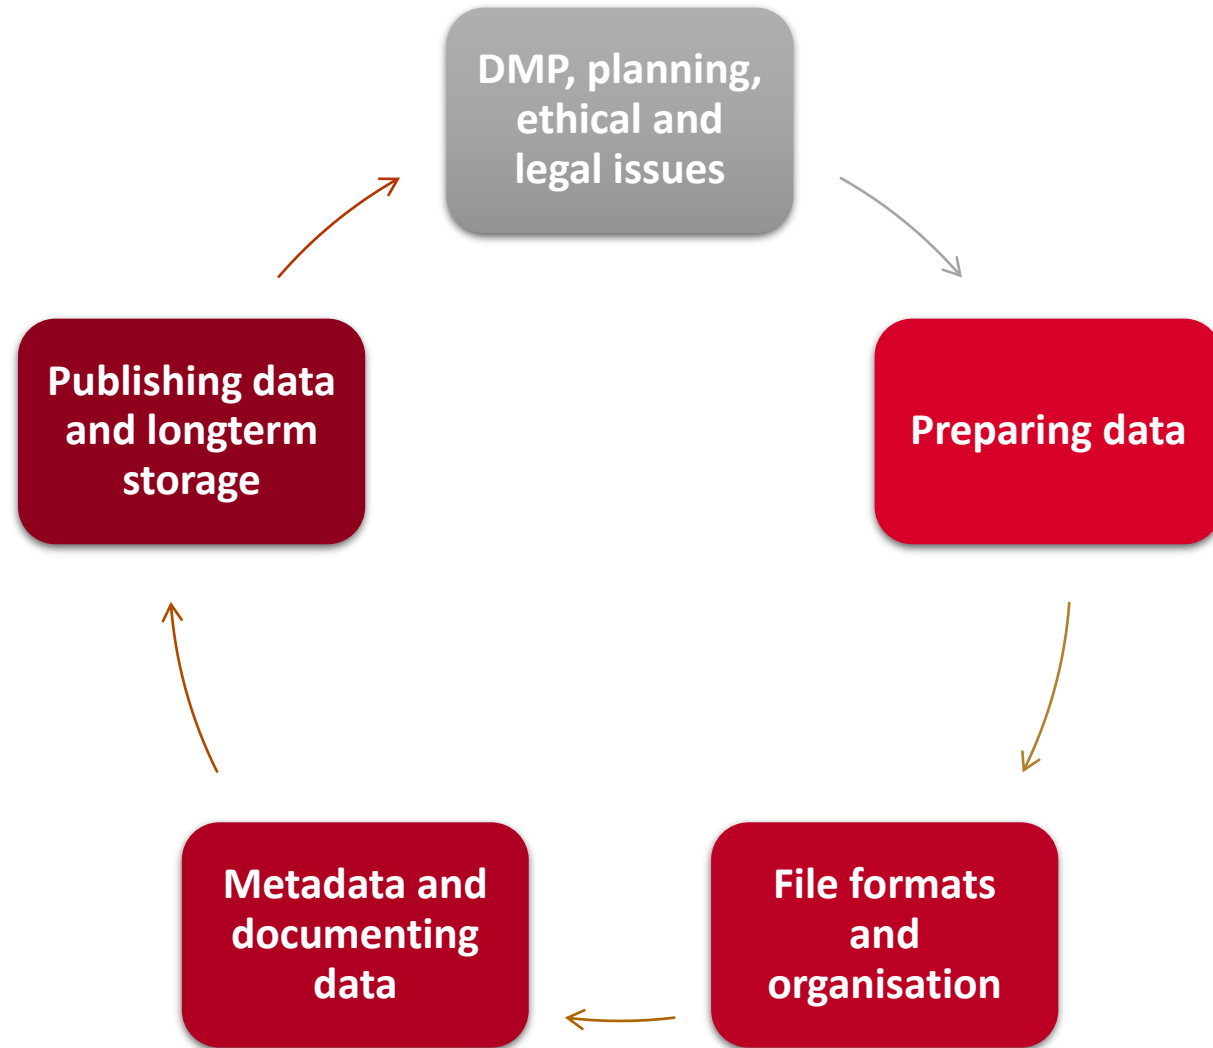 DMP, planning,
ethical and
legal issues
Preparing data
File formats
and
organisation
Metadata and
documenting
data
Publishing data
and longterm
storage